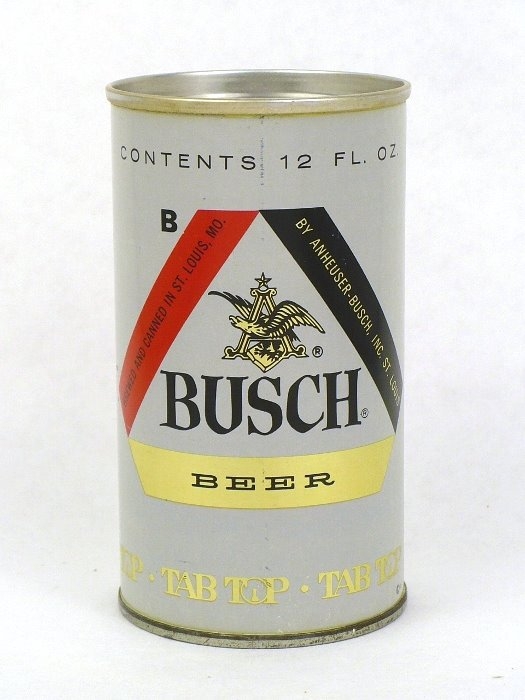 CONTENTS 12 FL. OZ.
B
BREWED AND CANNED IN ST. LOUIS, MO.
BY ANHEUSER-BUSCH, INC. ST. LOUIS
A
®
BUSCH®
BEER
TOP · TAB TOP · TAB TOP